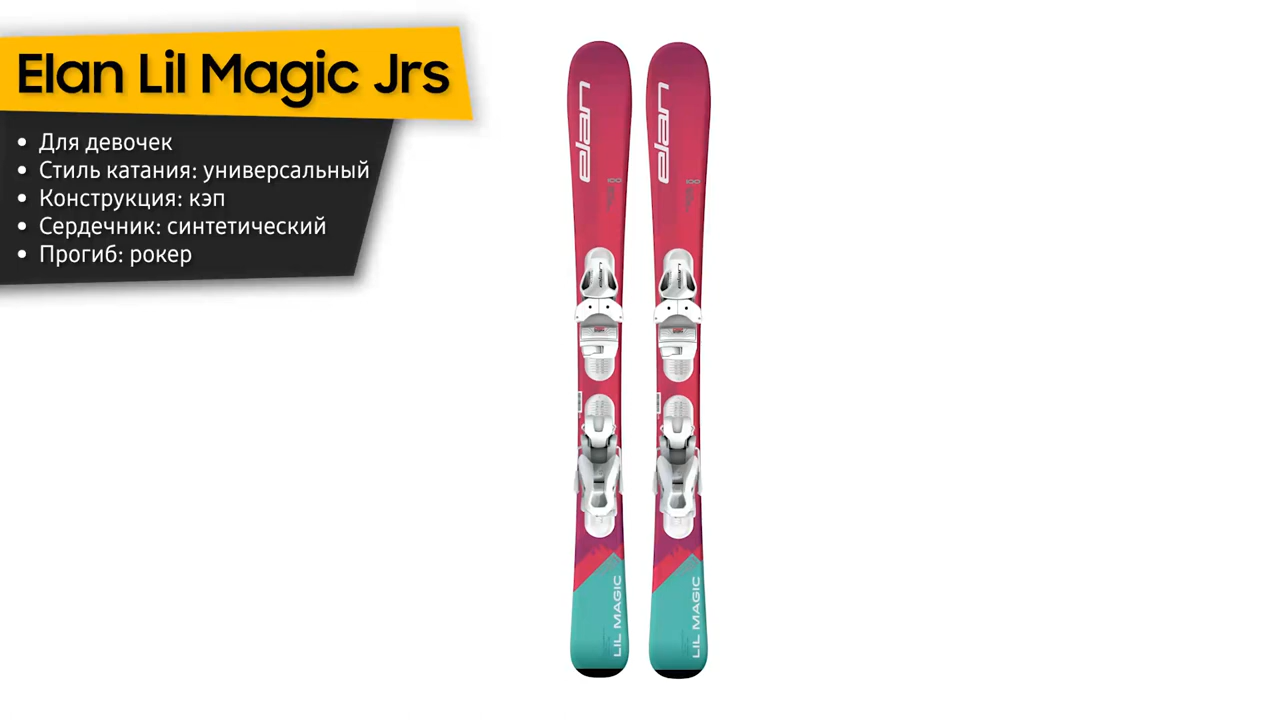 Elan Lil Magic Jrs
• Для девочек
• Стиль катания: универсальный
• Конструкция: кэп
• Сердечник: синтетический
• Прогиб: рокер
elan
elan
LIL MAGIC
LIL MAGIC